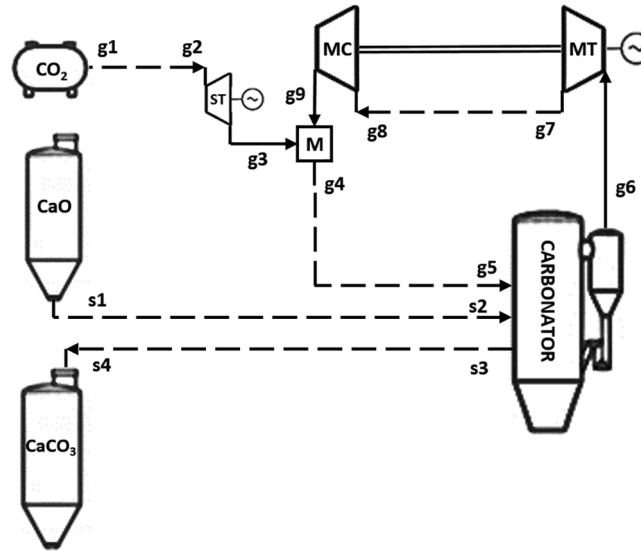 g1
g2
CO₂
ST
~
g3
MC
MT
~
g9
g8
g7
M
g4
g6
CaO
CARBONATOR
g5
s1
s2
s4
s3
CaCO₃